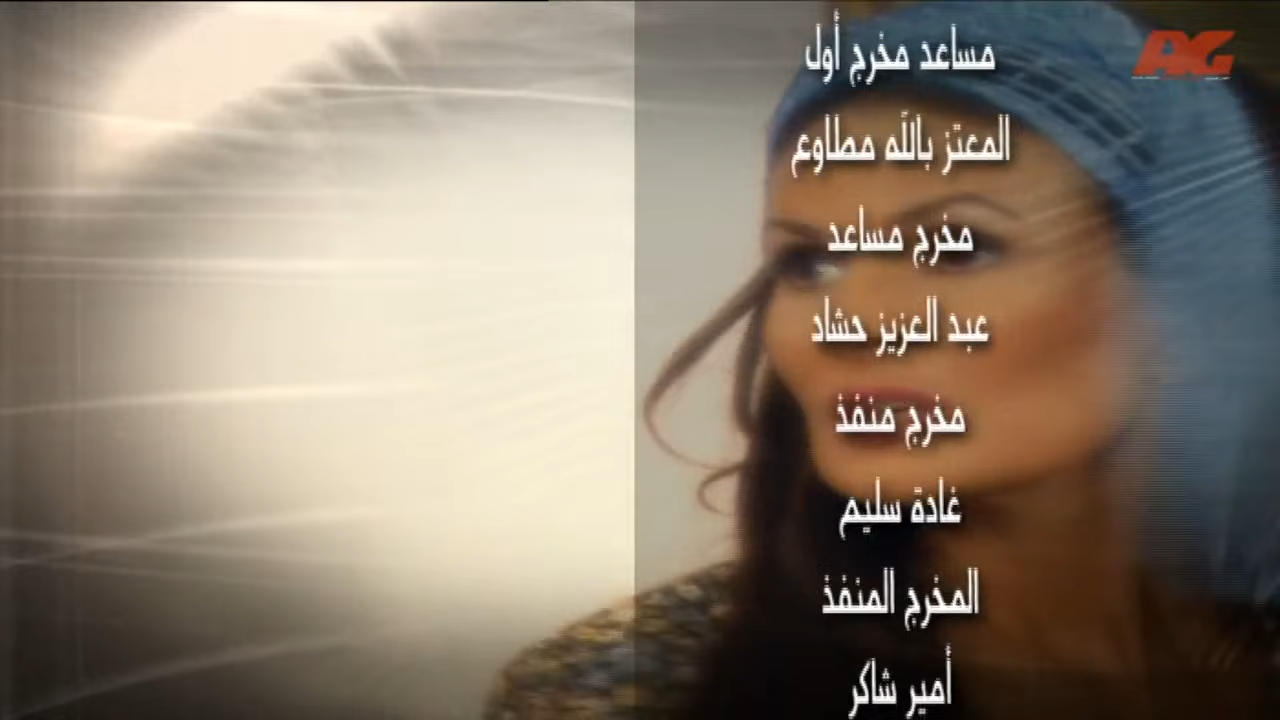 مساعد مخرج أول
AG
المعتز بالله مطاوع
مخرج مساعد
عبد العزيز حشاد
مخرج منفذ
غادة سليم
المخرج المنفذ
أمير شاكر